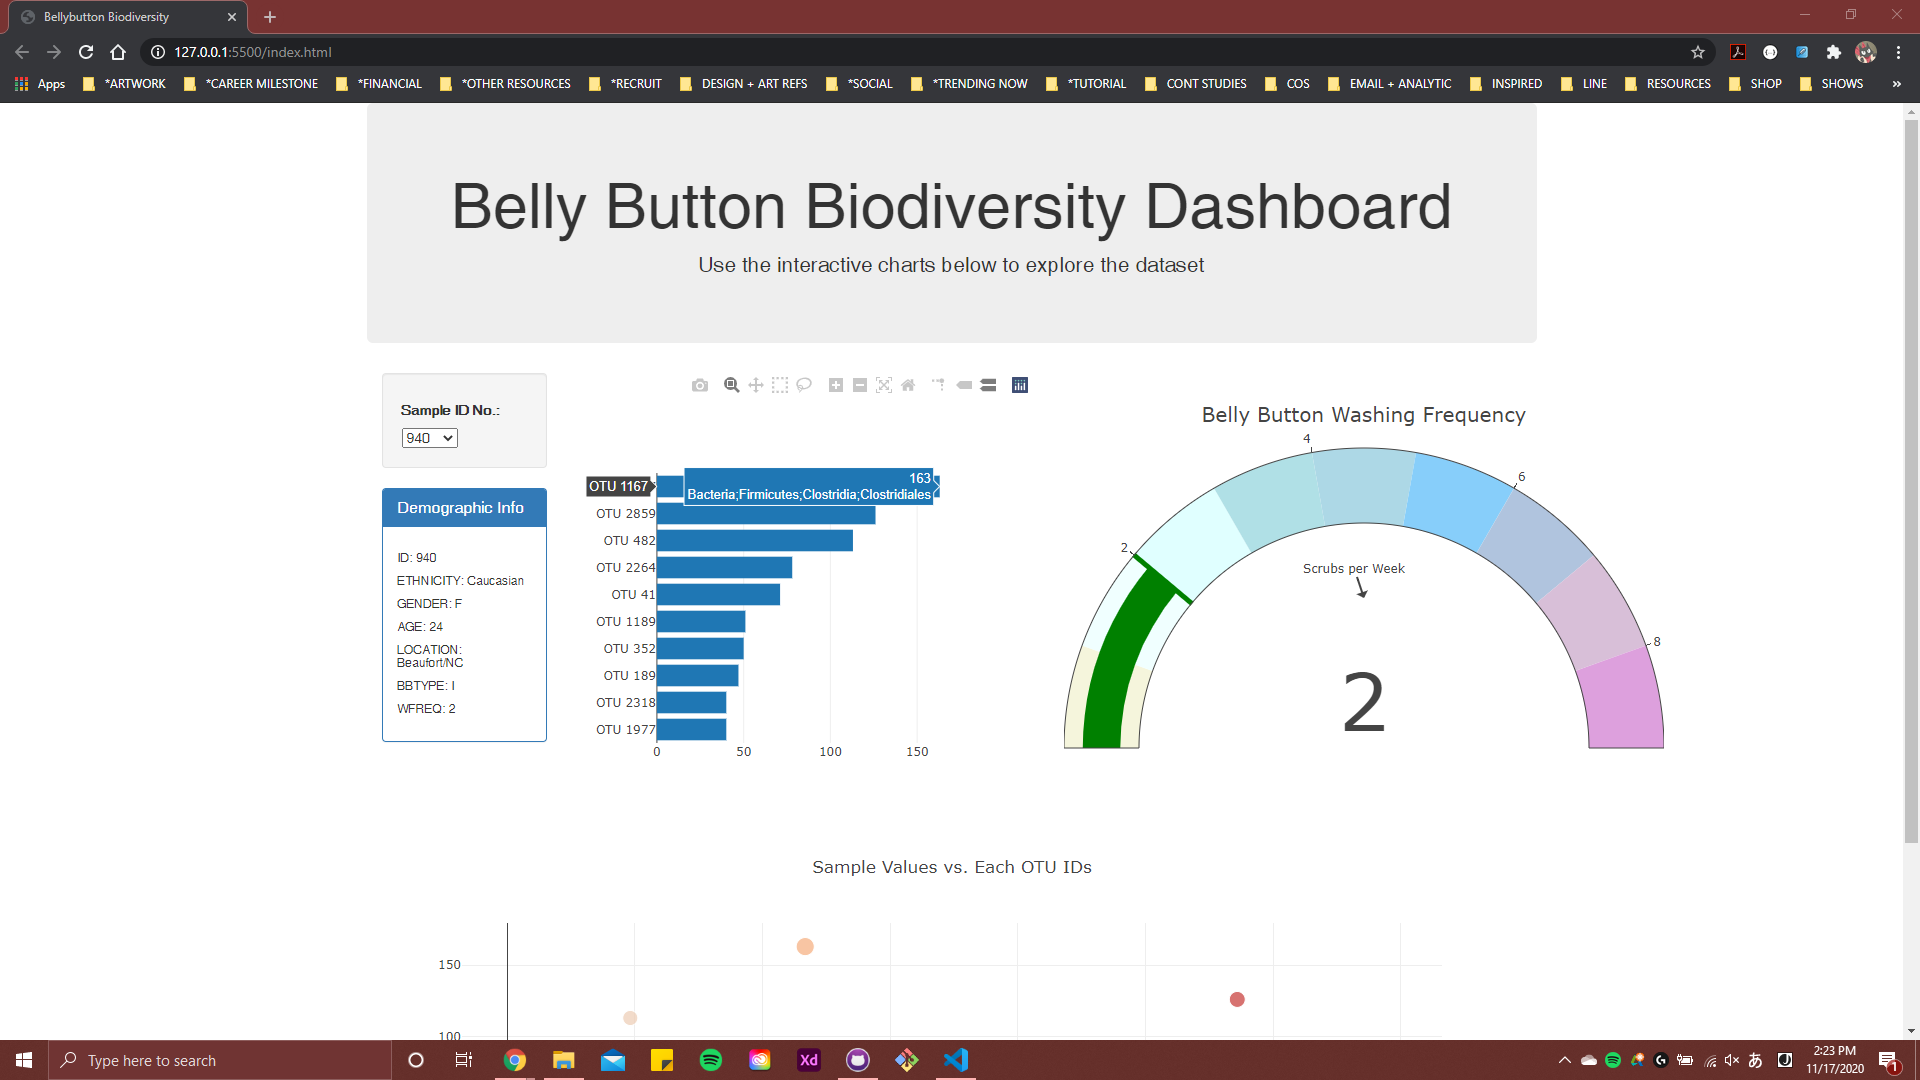 Bellybutton Biodiversity
127.0.0.1:5500/index.html
Apps *ARTWORK *CAREER MILESTONE *FINANCIAL *OTHER RESOURCES *RECRUIT DESIGN + ART REFS *SOCIAL *TRENDING NOW *TUTORIAL CONT STUDIES COS EMAIL + ANALYTIC INSPIRED LINE RESOURCES SHOP SHOWS »
Belly Button Biodiversity Dashboard
Use the interactive charts below to explore the dataset
Sample ID No.:
940
Demographic Info
ID: 940
ETHNICITY: Caucasian
GENDER: F
AGE: 24
LOCATION:
Beaufort/NC
BBTYPE: I
WFREQ: 2
OTU 1167
163
Bacteria;Firmicutes;Clostridia;Clostridiales
OTU 2859
OTU 482
OTU 2264
OTU 41
OTU 1189
OTU 352
OTU 189
OTU 2318
OTU 1977
0 50 100 150
Belly Button Washing Frequency
4
6
2
8
Scrubs per Week
2
Sample Values vs. Each OTU IDs
150
100
Type here to search
Xd
あ
2:23 PM
11/17/2020
1